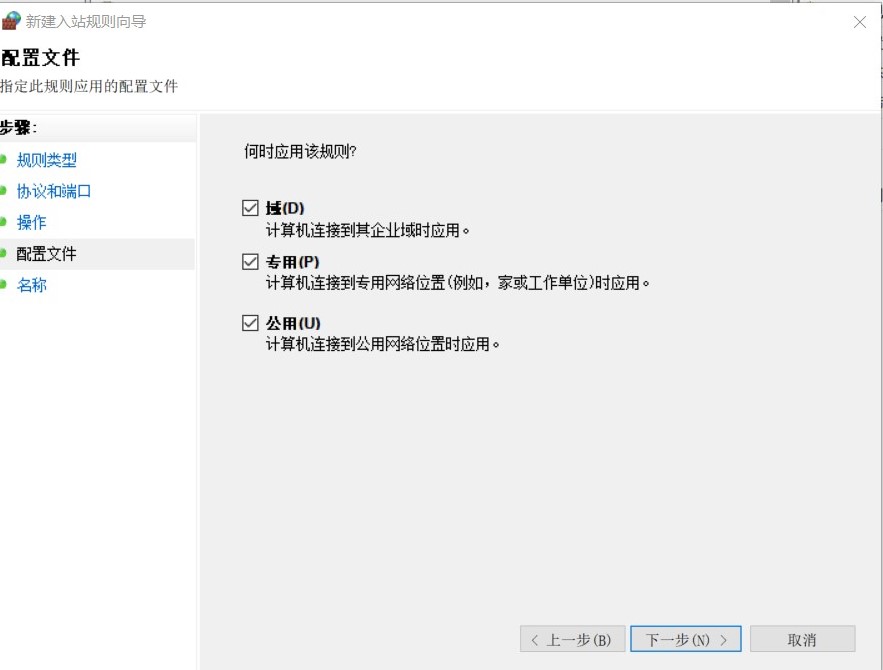 新建入站规则向导
配置文件
指定此规则应用的配置文件
步骤:
规则类型
协议和端口
操作
配置文件
名称
何时应用该规则?
域(D)
计算机连接到其企业域时应用。
专用(P)
计算机连接到专用网络位置(例如，家或工作单位)时应用。
公用(U)
计算机连接到公用网络位置时应用。
< 上一步(B)
下一步(N) >
取消